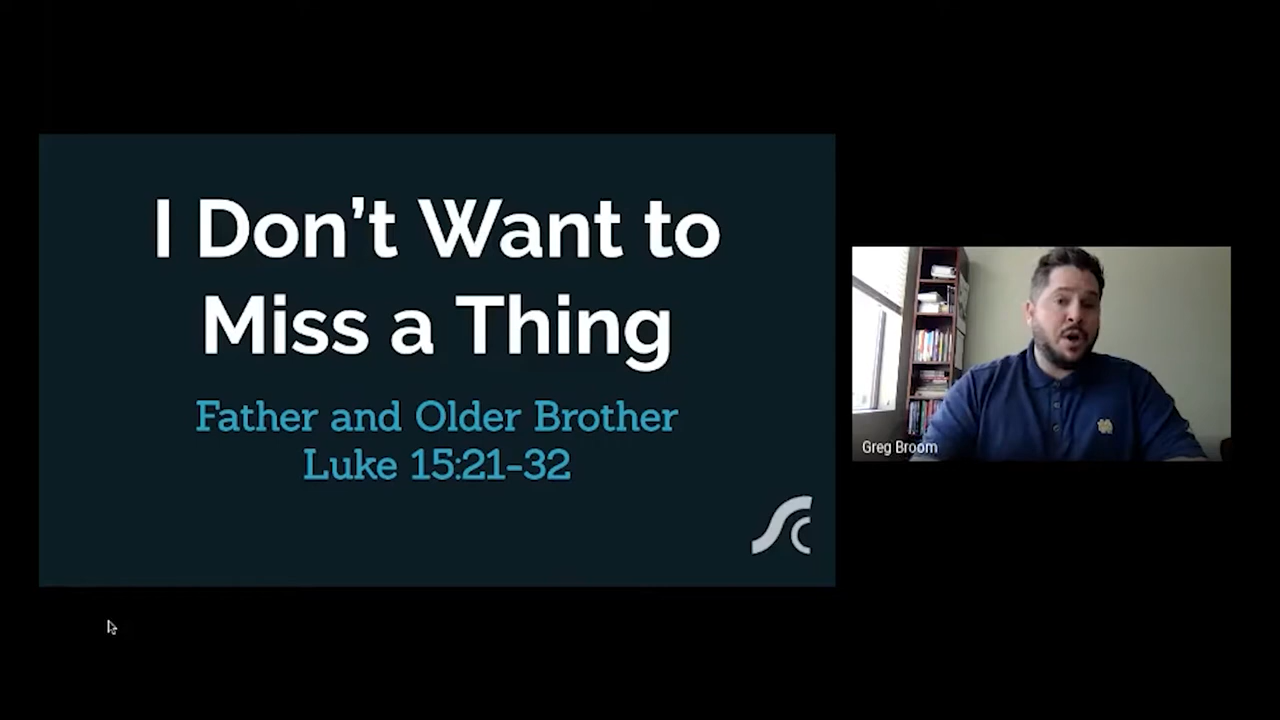 I Don’t Want to
Miss a Thing
Father and Older Brother
Luke 15:21-32
Greg Broom